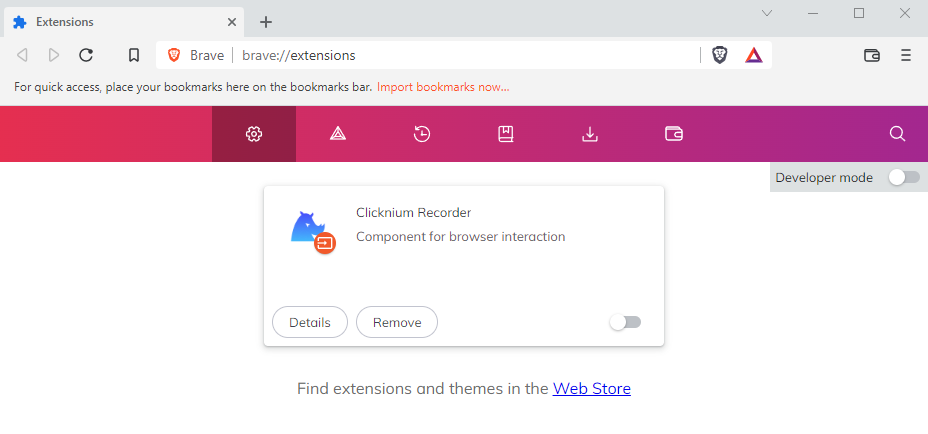 Extensions
Brave brave://extensions
For quick access, place your bookmarks here on the bookmarks bar. Import bookmarks now...
Developer mode
Clicknium Recorder
Component for browser interaction
Details Remove
Find extensions and themes in the Web Store